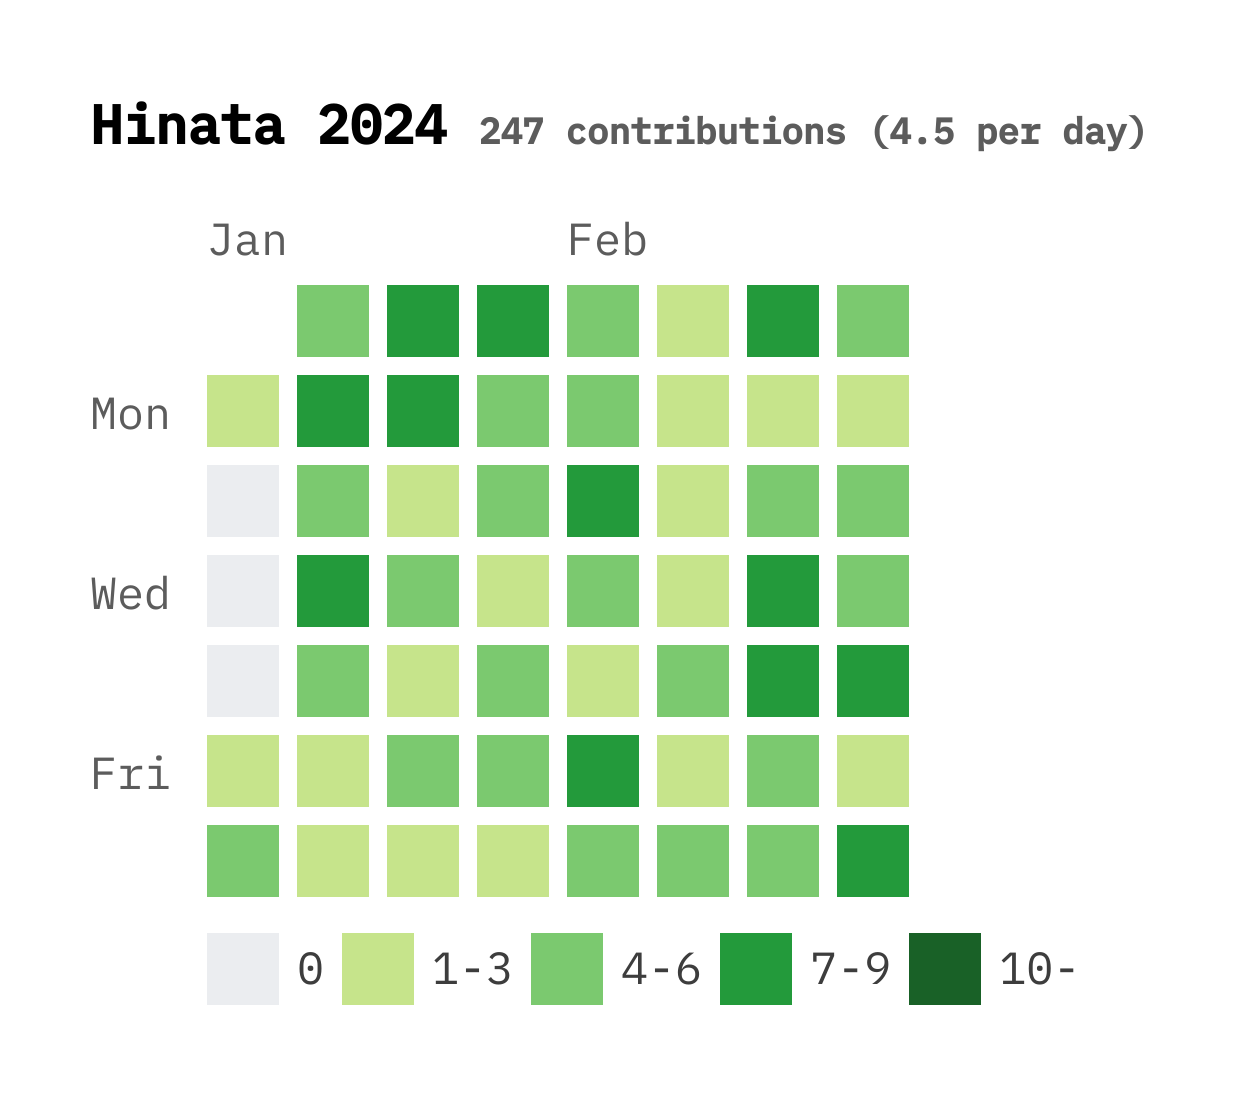 Hinata 2024 247 contributions (4.5 per day)
Jan Feb
Mon
Wed
Fri
0 1-3 4-6 7-9 10-